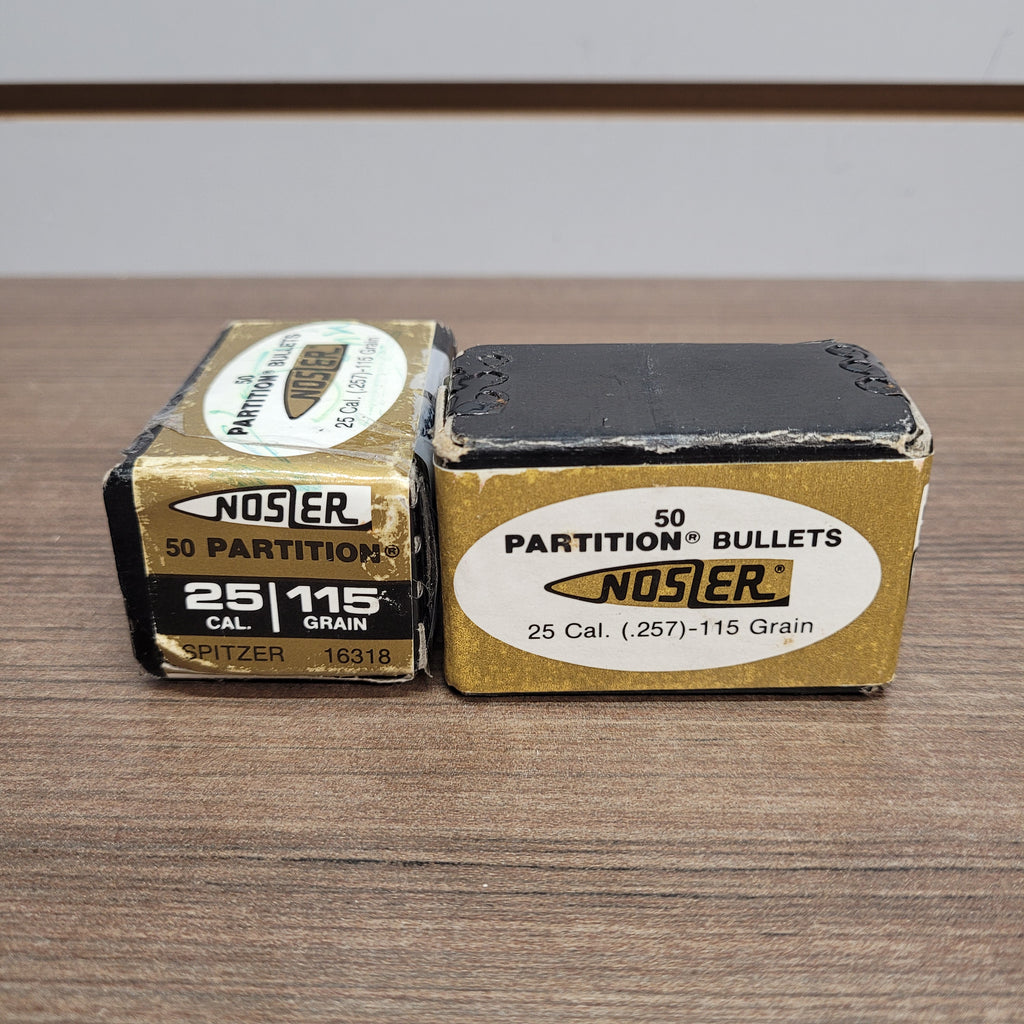 50
PARTITION® BULLETS
NOSLER
25 Cal. (.257)-115 Grain
NOSLER
50 PARTITION®
25 | 115
CAL. GRAIN
SPITZER 16318
50
PARTITION® BULLETS
NOSLER®
25 Cal. (.257)-115 Grain